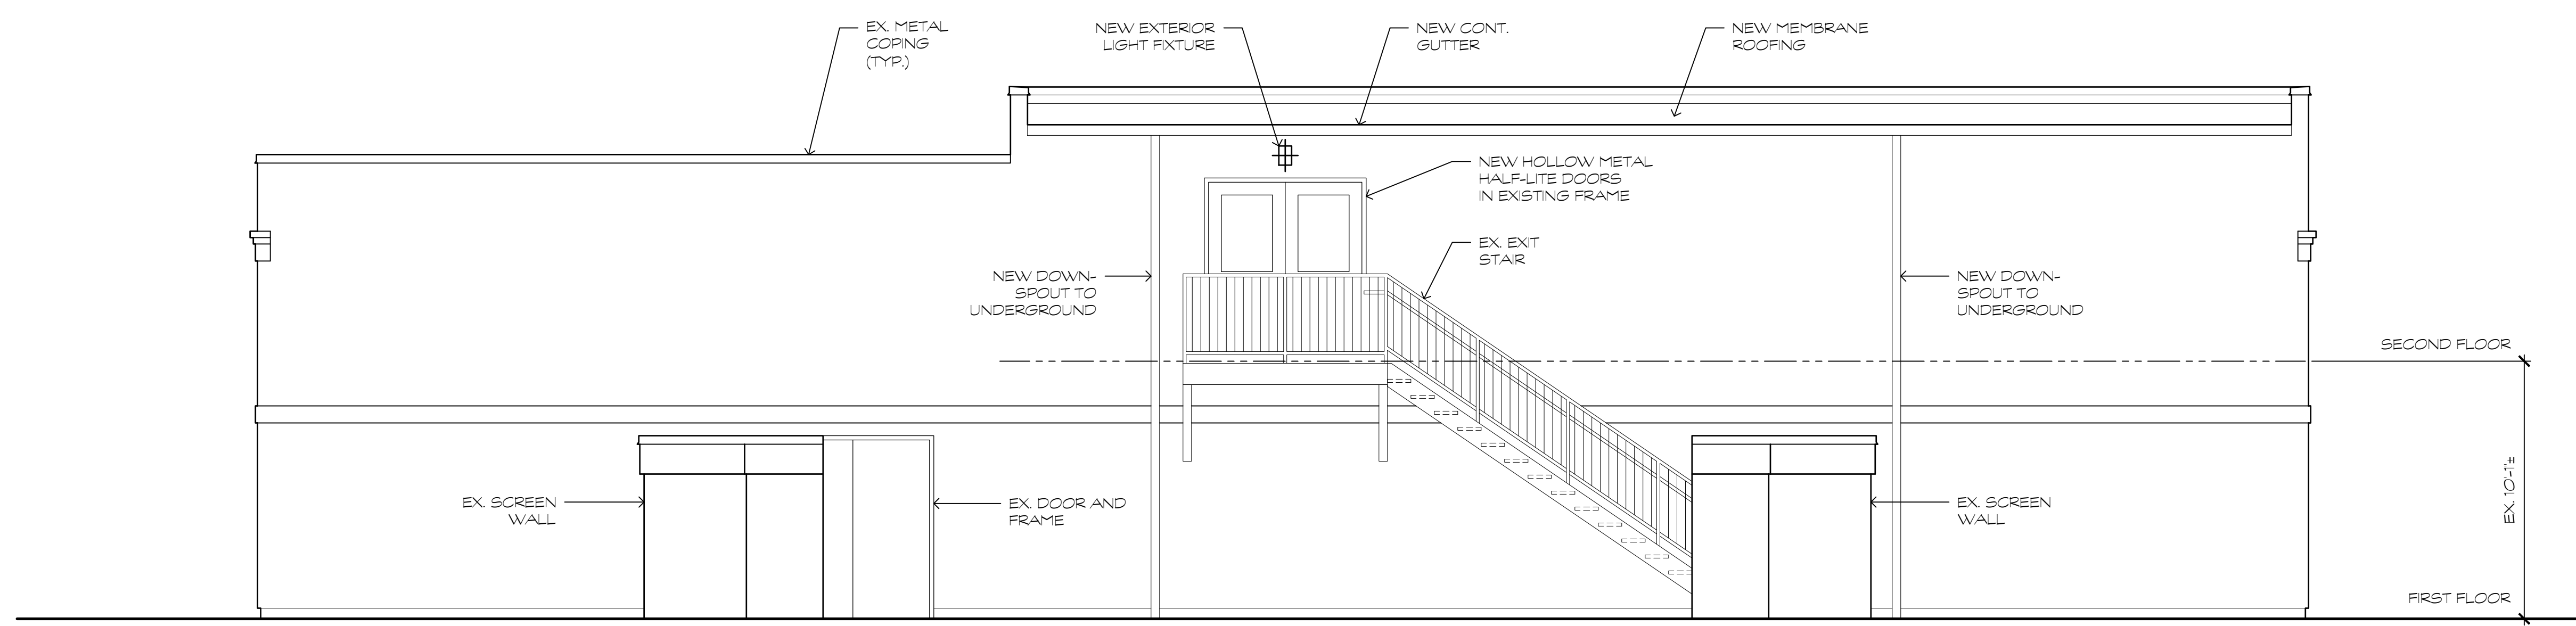 EX. METAL
COPING
(TYP.)
NEW EXTERIOR
LIGHT FIXTURE
NEW CONT.
GUTTER
NEW MEMBRANE
ROOFING
NEW HOLLOW METAL
HALF-LITE DOORS
IN EXISTING FRAME
EX. EXIT
STAIR
NEW DOWN-
SPOUT TO
UNDERGROUND
NEW DOWN-
SPOUT TO
UNDERGROUND
SECOND FLOOR
EX. SCREEN
WALL
EX. DOOR AND
FRAME
EX. SCREEN
WALL
EX. 10'-1"±
FIRST FLOOR